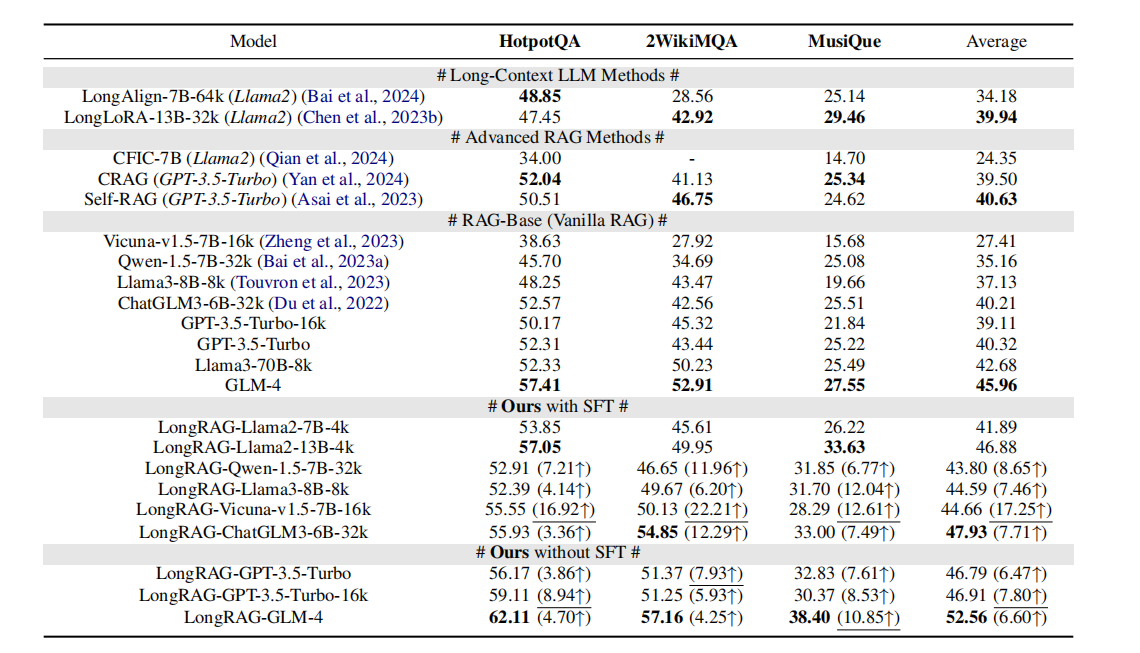 Model HotpotQA 2WikiMQA MusiQue Average
# Long-Context LLM Methods #
LongAlign-7B-64k (Llama2) (Bai et al., 2024) 48.85 28.56 25.14 34.18
LongLoRA-13B-32k (Llama2) (Chen et al., 2023b) 47.45 42.92 29.46 39.94
# Advanced RAG Methods #
CFIC-7B (Llama2) (Qian et al., 2024) 34.00 - 14.70 24.35
CRAG (GPT-3.5-Turbo) (Yan et al., 2024) 52.04 41.13 25.34 39.50
Self-RAG (GPT-3.5-Turbo) (Asai et al., 2023) 50.51 46.75 24.62 40.63
# RAG-Base (Vanilla RAG) #
Vicuna-v1.5-7B-16k (Zheng et al., 2023) 38.63 27.92 15.68 27.41
Qwen-1.5-7B-32k (Bai et al., 2023a) 45.70 34.69 25.08 35.16
Llama3-8B-8k (Touvron et al., 2023) 48.25 43.47 19.66 37.13
ChatGLM3-6B-32k (Du et al., 2022) 52.57 42.56 25.51 40.21
GPT-3.5-Turbo-16k 50.17 45.32 21.84 39.11
GPT-3.5-Turbo 52.31 43.44 25.22 40.32
Llama3-70B-8k 52.33 50.23 25.49 42.68
GLM-4 57.41 52.91 27.55 45.96
# Ours with SFT #
LongRAG-Llama2-7B-4k 53.85 45.61 26.22 41.89
LongRAG-Llama2-13B-4k 57.05 49.95 33.63 46.88
LongRAG-Qwen-1.5-7B-32k 52.91 (7.21↑) 46.65 (11.96↑) 31.85 (6.77↑) 43.80 (8.65↑)
LongRAG-Llama3-8B-8k 52.39 (4.14↑) 49.67 (6.20↑) 31.70 (12.04↑) 44.59 (7.46↑)
LongRAG-Vicuna-v1.5-7B-16k 55.55 (16.92↑) 50.13 (22.21↑) 28.29 (12.61↑) 44.66 (17.25↑)
LongRAG-ChatGLM3-6B-32k 55.93 (3.36↑) 54.85 (12.29↑) 33.00 (7.49↑) 47.93 (7.71↑)
# Ours without SFT #
LongRAG-GPT-3.5-Turbo 56.17 (3.86↑) 51.37 (7.93↑) 32.83 (7.61↑) 46.79 (6.47↑)
LongRAG-GPT-3.5-Turbo-16k 59.11 (8.94↑) 51.25 (5.93↑) 30.37 (8.53↑) 46.91 (7.80↑)
LongRAG-GLM-4 62.11 (4.70↑) 57.16 (4.25↑) 38.40 (10.85↑) 52.56 (6.60↑)